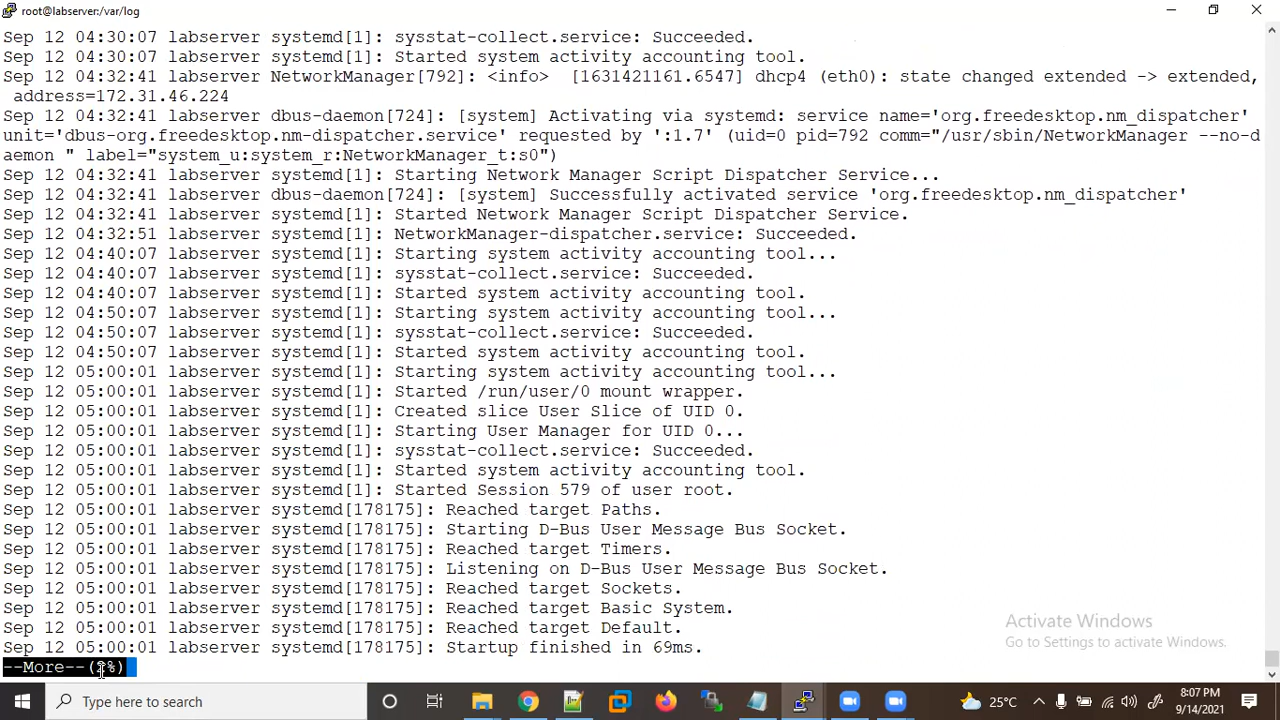 root@labserver:/var/log
Sep 12 04:30:07 labserver systemd[1]: sysstat-collect.service: Succeeded.
Sep 12 04:30:07 labserver systemd[1]: Started system activity accounting tool.
Sep 12 04:32:41 labserver NetworkManager[792]: <info>  [1631421161.6547] dhcp4 (eth0): state changed extended -> extended,
 address=172.31.46.224
Sep 12 04:32:41 labserver dbus-daemon[724]: [system] Activating via systemd: service name='org.freedesktop.nm_dispatcher'
unit='dbus-org.freedesktop.nm-dispatcher.service' requested by ':1.7' (uid=0 pid=792 comm="/usr/sbin/NetworkManager --no-d
aemon " label="system_u:system_r:NetworkManager_t:s0")
Sep 12 04:32:41 labserver systemd[1]: Starting Network Manager Script Dispatcher Service...
Sep 12 04:32:41 labserver dbus-daemon[724]: [system] Successfully activated service 'org.freedesktop.nm_dispatcher'
Sep 12 04:32:41 labserver systemd[1]: Started Network Manager Script Dispatcher Service.
Sep 12 04:32:51 labserver systemd[1]: NetworkManager-dispatcher.service: Succeeded.
Sep 12 04:40:07 labserver systemd[1]: Starting system activity accounting tool...
Sep 12 04:40:07 labserver systemd[1]: sysstat-collect.service: Succeeded.
Sep 12 04:40:07 labserver systemd[1]: Started system activity accounting tool.
Sep 12 04:50:07 labserver systemd[1]: Starting system activity accounting tool...
Sep 12 04:50:07 labserver systemd[1]: sysstat-collect.service: Succeeded.
Sep 12 04:50:07 labserver systemd[1]: Started system activity accounting tool.
Sep 12 05:00:01 labserver systemd[1]: Starting system activity accounting tool...
Sep 12 05:00:01 labserver systemd[1]: Started /run/user/0 mount wrapper.
Sep 12 05:00:01 labserver systemd[1]: Created slice User Slice of UID 0.
Sep 12 05:00:01 labserver systemd[1]: Starting User Manager for UID 0...
Sep 12 05:00:01 labserver systemd[1]: sysstat-collect.service: Succeeded.
Sep 12 05:00:01 labserver systemd[1]: Started system activity accounting tool.
Sep 12 05:00:01 labserver systemd[1]: Started Session 579 of user root.
Sep 12 05:00:01 labserver systemd[178175]: Reached target Paths.
Sep 12 05:00:01 labserver systemd[178175]: Starting D-Bus User Message Bus Socket.
Sep 12 05:00:01 labserver systemd[178175]: Reached target Timers.
Sep 12 05:00:01 labserver systemd[178175]: Listening on D-Bus User Message Bus Socket.
Sep 12 05:00:01 labserver systemd[178175]: Reached target Sockets.
Sep 12 05:00:01 labserver systemd[178175]: Reached target Basic System.
Sep 12 05:00:01 labserver systemd[178175]: Reached target Default.
Sep 12 05:00:01 labserver systemd[178175]: Startup finished in 69ms.
--More--
Activate Windows
Go to Settings to activate Windows.
Type here to search
25°C
8:07 PM
9/14/2021